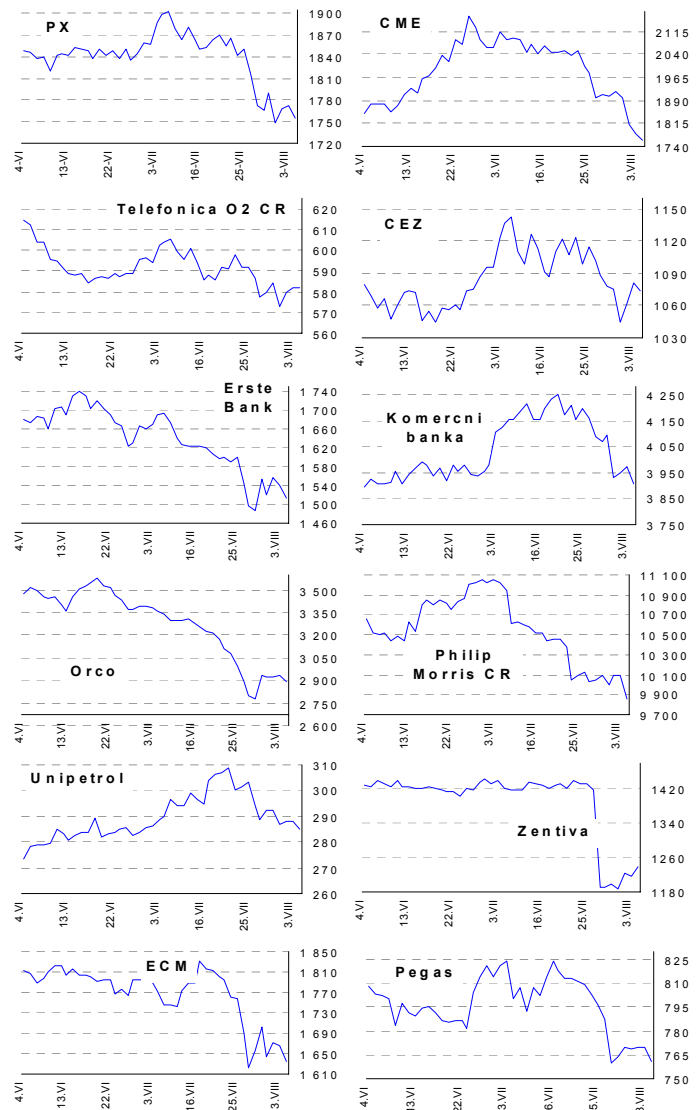 PX
1900
1870
1840
1810
1780
1750
1720
4-VI
13-VI
22-VI
3-VII
16-VII
25-VII
3-VIII
CME
2115
2040
1965
1890
1815
1740
4.VI
13.VI
22.VI
3.VII
16.VII
25.VII
3.VIII
Telefonica O2 CR
620
610
600
590
580
570
560
4.VI
13.VI
22.VI
3.VII
16.VII
25.VII
3.VIII
CEZ
1150
1120
1090
1060
1030
4.VI
13.VI
22.VI
3.VII
16.VII
25.VII
3.VIII
Erste
Bank
1 740
1 700
1 660
1 620
1 580
1 540
1 500
1 460
4.VI
13.VI
22.VI
3.VII
16.VII
25.VII
3.VIII
Komercni
banka
4 250
4 150
4 050
3 950
3 850
3 750
4.VI
13.VI
22.VI
3.VII
16.VII
25.VII
3.VIII
Orco
3 500
3 350
3 200
3 050
2 900
2 750
2 600
4.VI
13.VI
22.VI
3.VII
16.VII
25.VII
3.VIII
Philip
Morris CR
11 100
10 900
10 700
10 500
10 300
10 100
9 900
9 700
4.VI
13.VI
22.VI
3.VII
16.VII
25.VII
3.VIII
Unipetrol
310
300
290
280
270
260
4.VI
13.VI
22.VI
3.VII
16.VII
25.VII
3.VIII
Zentiva
1420
1340
1260
1180
4.VI
13.VI
22.VI
3.VII
16.VII
25.VII
3.VIII
ECM
1 850
1 810
1 770
1 730
1 690
1 650
1 610
4.VI
13.VI
22.VI
3.VII
16.VII
25.VII
3.VIII
Pegas
825
810
795
780
765
750
4.VI
13.VI
22.VI
3.VII
6.VII
5.VII
3.VIII